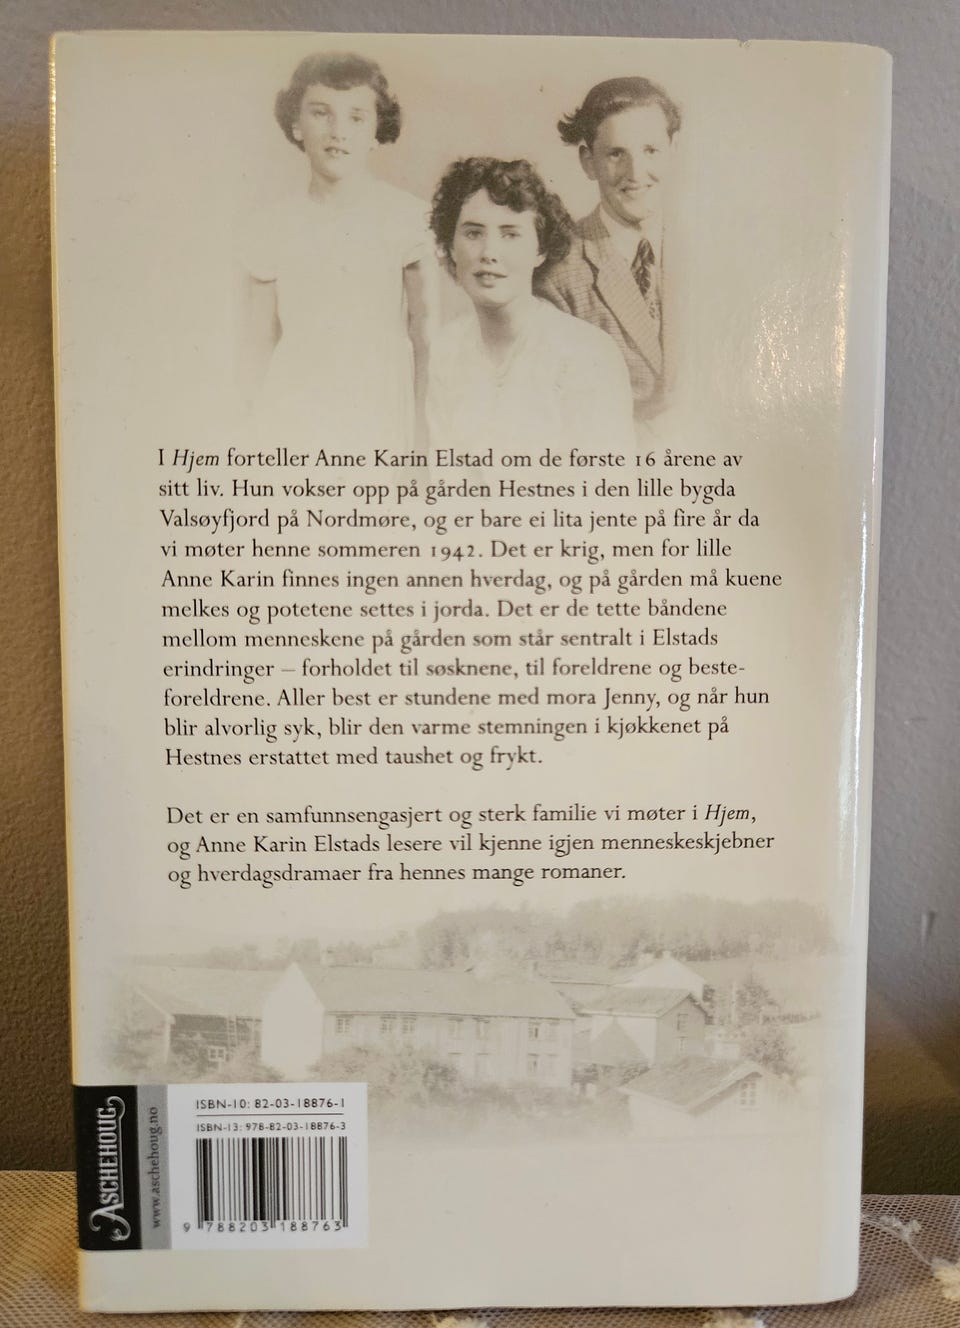 I Hjem forteller Anne Karin Elstad om de første 16 årene av
sitt liv. Hun vokser opp på gården Hestnes i den lille bygda
Valsøyfjord på Nordmøre, og er bare ei lita jente på fire år da
vi møter henne sommeren 1942. Det er krig, men for lille
Anne Karin finnes ingen annen hverdag, og på gården må kuene
melkes og potetene settes i jorda. Det er de tette båndene
mellom menneskene på gården som står sentralt i Elstads
erindringer – forholdet til søsknene, til foreldrene og beste-
foreldrene. Aller best er stundene med mora Jenny, og når hun
blir alvorlig syk, blir den varme stemningen i kjøkkenet på
Hestnes erstattet med taushet og frykt.
Det er en samfunnsengasjert og sterk familie vi møter i Hjem,
og Anne Karin Elstads lesere vil kjenne igjen menneskeskjebner
og hverdagsdramaer fra hennes mange romaner.
ASCHEHOUG
www.aschehoug.no
ISBN-10: 82-03-18876-1
ISBN-13: 978-82-03-18876-3
9 788203 188763